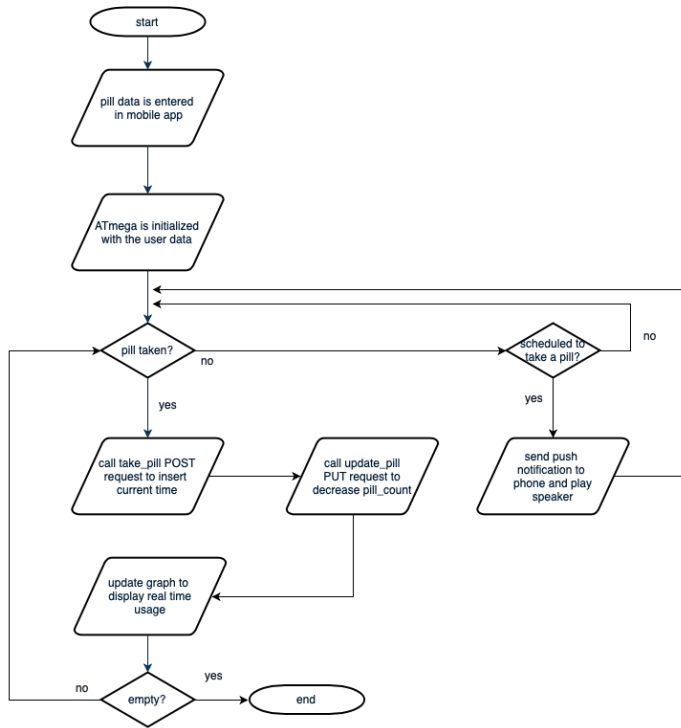 start
pill data is entered
in mobile app
ATmega is initialized
with the user data
pill taken?
no
scheduled to
take a pill?
no
yes
yes
call take_pill POST
request to insert
current time
call update_pill
PUT request to
decrease pill_count
send push
notification to
phone and play
speaker
update graph to
display real time
usage
no
empty?
yes
end